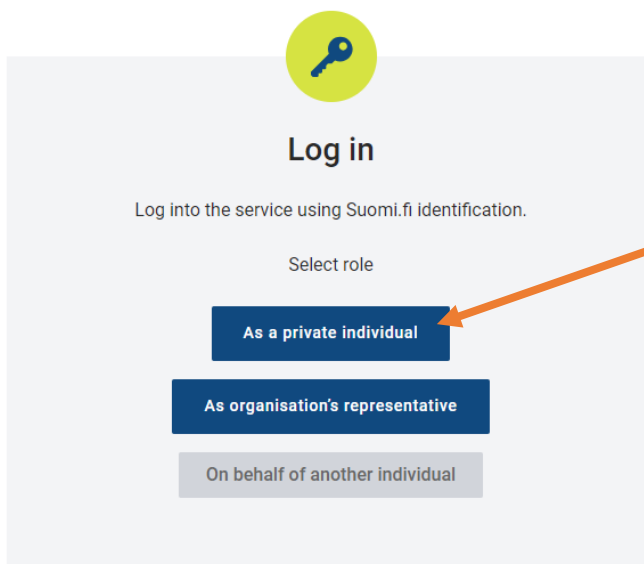 Log in
Log into the service using Suomi.fi identification.
Select role
As a private individual
As organisation's representative
On behalf of another individual